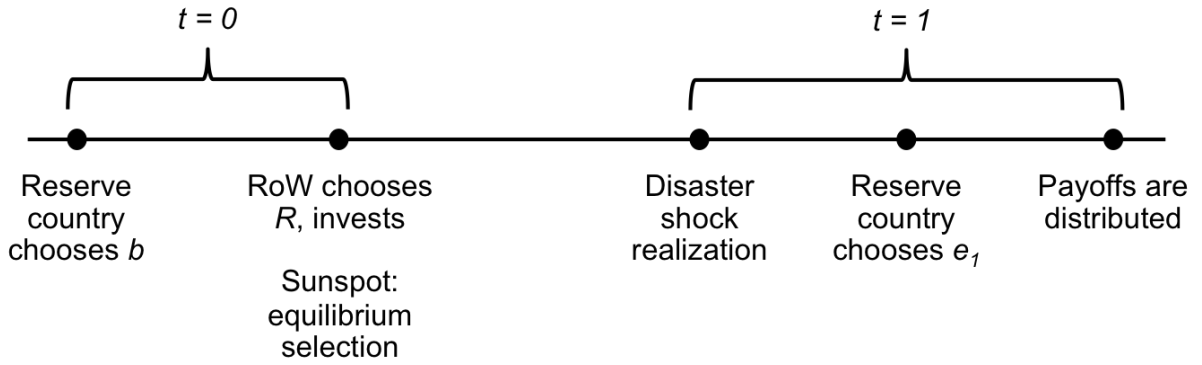 t = 0
t = 1
Reserve
country
chooses b
RoW chooses
R, invests
Sunspot:
equilibrium
selection
Disaster
shock
realization
Reserve
country
chooses e₁
Payoffs are
distributed